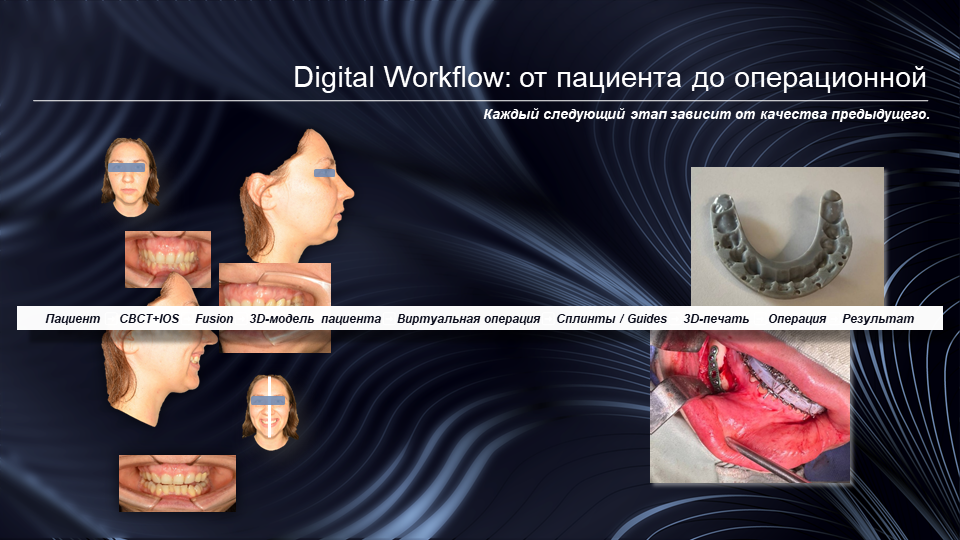 Digital Workflow: от пациента до операционной
Каждый следующий этап зависит от качества предыдущего.
Пациент CBCT+IOS Fusion 3D-модель пациента Виртуальная операция Сплинты / Guides 3D-печать Операция Результат